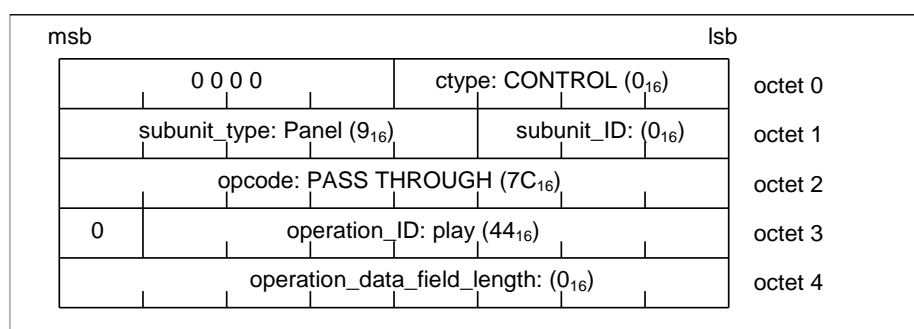 msb lsb
0 0 0 0 ctype: CONTROL (0₁₆) octet 0
subunit_type: Panel (9₁₆) subunit_ID: (0₁₆) octet 1
opcode: PASS THROUGH (7C₁₆) octet 2
0 operation_ID: play (44₁₆) octet 3
operation_data_field_length: (0₁₆) octet 4